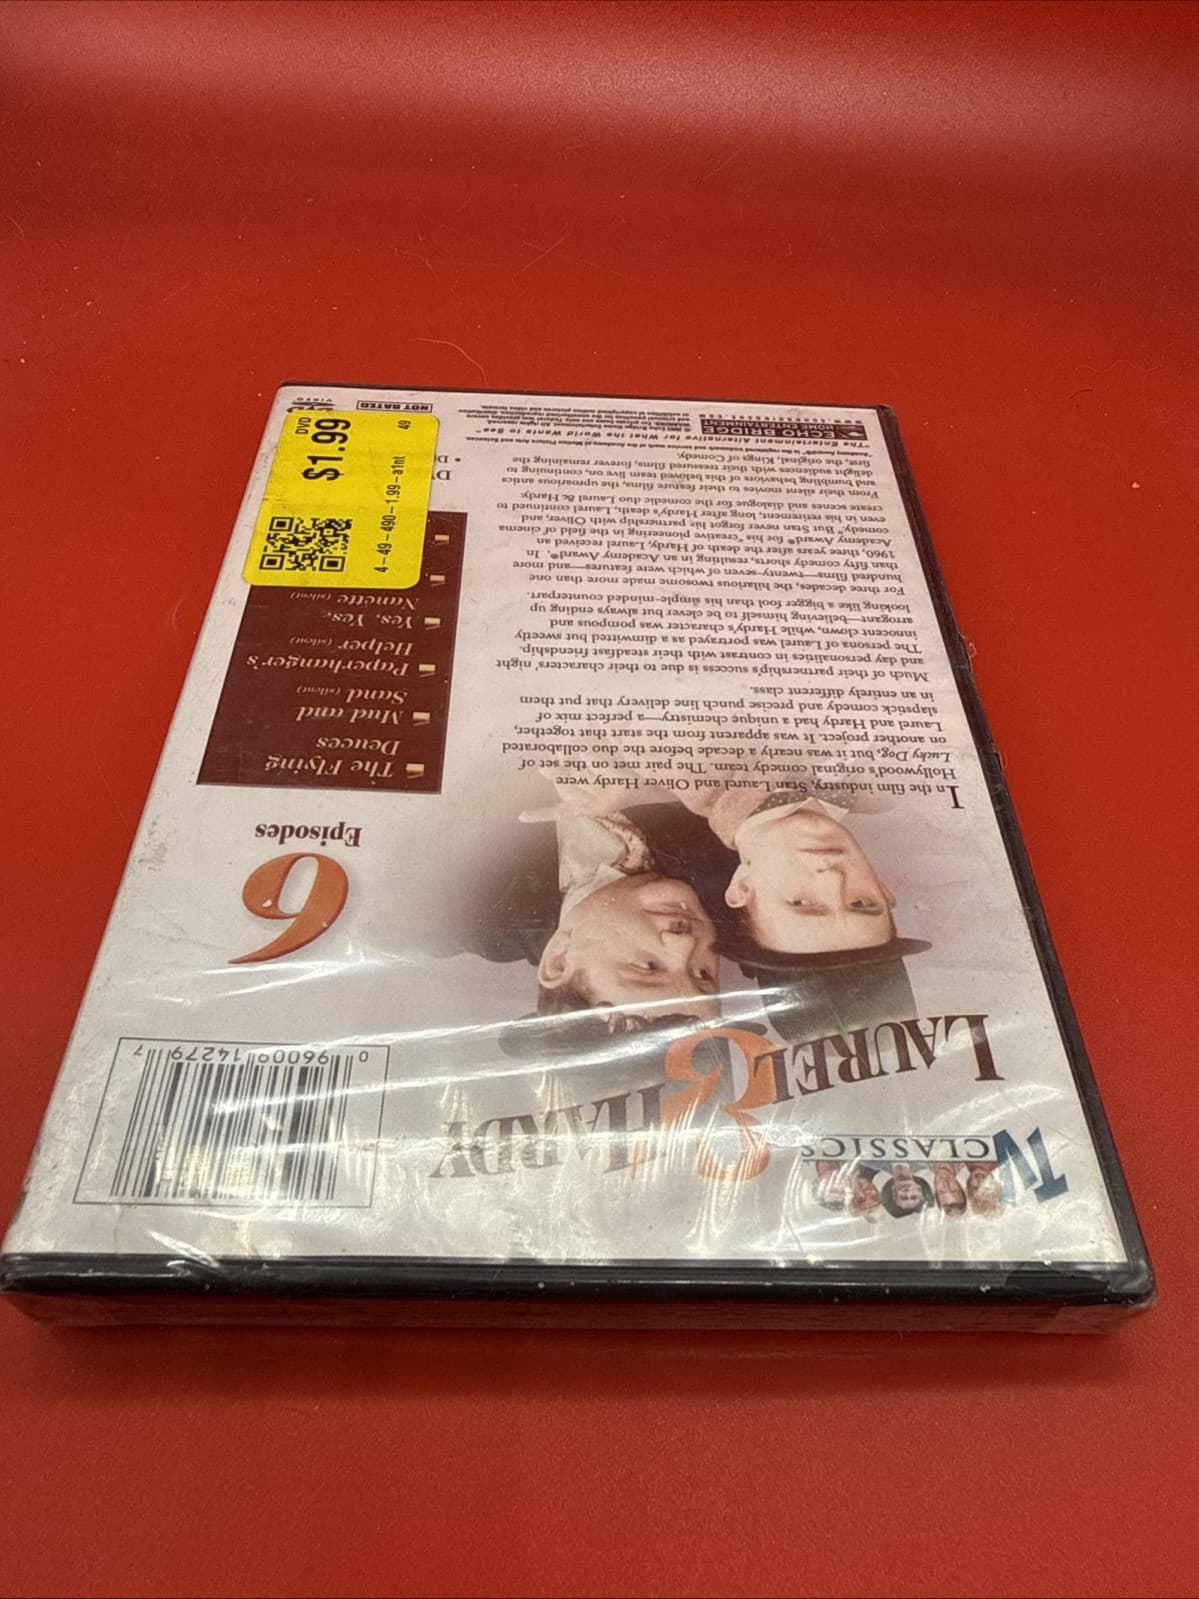 TV
CLASSICS
LAUREL & HARDY
0 96009 14279 7
6
Episodes
In the film industry, Stan Laurel and Oliver Hardy were
Hollywood's original comedy team. The pair met on the set of
Lucky Dog, but it was nearly a decade before the duo collaborated
on another project. It was apparent from the start that together,
Laurel and Hardy had a unique chemistry—a perfect mix of
slapstick comedy and precise punch line delivery that put them
in an entirely different class.
Much of their partnership's success is due to their characters' night
and day personalities in contrast with their steadfast friendship.
The persona of Laurel was portrayed as a dimwitted but sweetly
innocent clown, while Hardy's character was pompous and
arrogant—believing himself to be clever but always ending up
looking like a bigger fool than his simple-minded counterpart.
For three decades, the hilarious twosome made more than one
hundred films—twenty-seven of which were features—and more
than fifty comedy shorts, resulting in an Academy Award®. In
1960, three years after the death of Hardy, Laurel received an
Academy Award® for his "creative pioneering in the field of cinema
comedy." But Stan never forgot his partnership with Oliver, and
even in his retirement, long after Hardy's death, Laurel continued to
create scenes and dialogue for the comedic duo Laurel & Hardy.
From their silent movies to their feature films, the uproarious antics
and bumbling behaviors of this beloved team live on, continuing to
delight audiences with their treasured films, forever remaining the
first, the original, Kings of Comedy.
The Flying
Deuces
Mud and
Sand (silent)
Paperhanger's
Helper (silent)
Yes, Yes,
Nanette (silent)
"The Entertainment Alternative for What the World Wants to See"
ECHO BRIDGE
HOME ENTERTAINMENT
NOT RATED
VIDEO
DVD
$1.99
49
4-49-490-1.99-a1nt